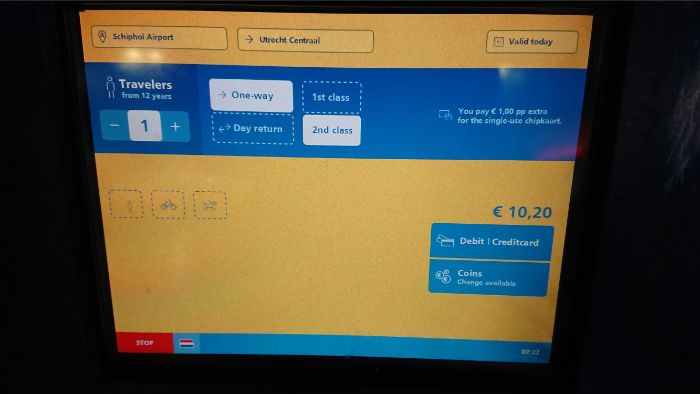 Schiphol Airport
→ Utrecht Centraal
Valid today
Travelers
from 12 years
− 1 +
→ One-way
1st class
Day return
2nd class
You pay € 1,00 pp extra
for the single-use chipkaart.
€ 10,20
Debit | Creditcard
Coins
Change available
STOP
07:22